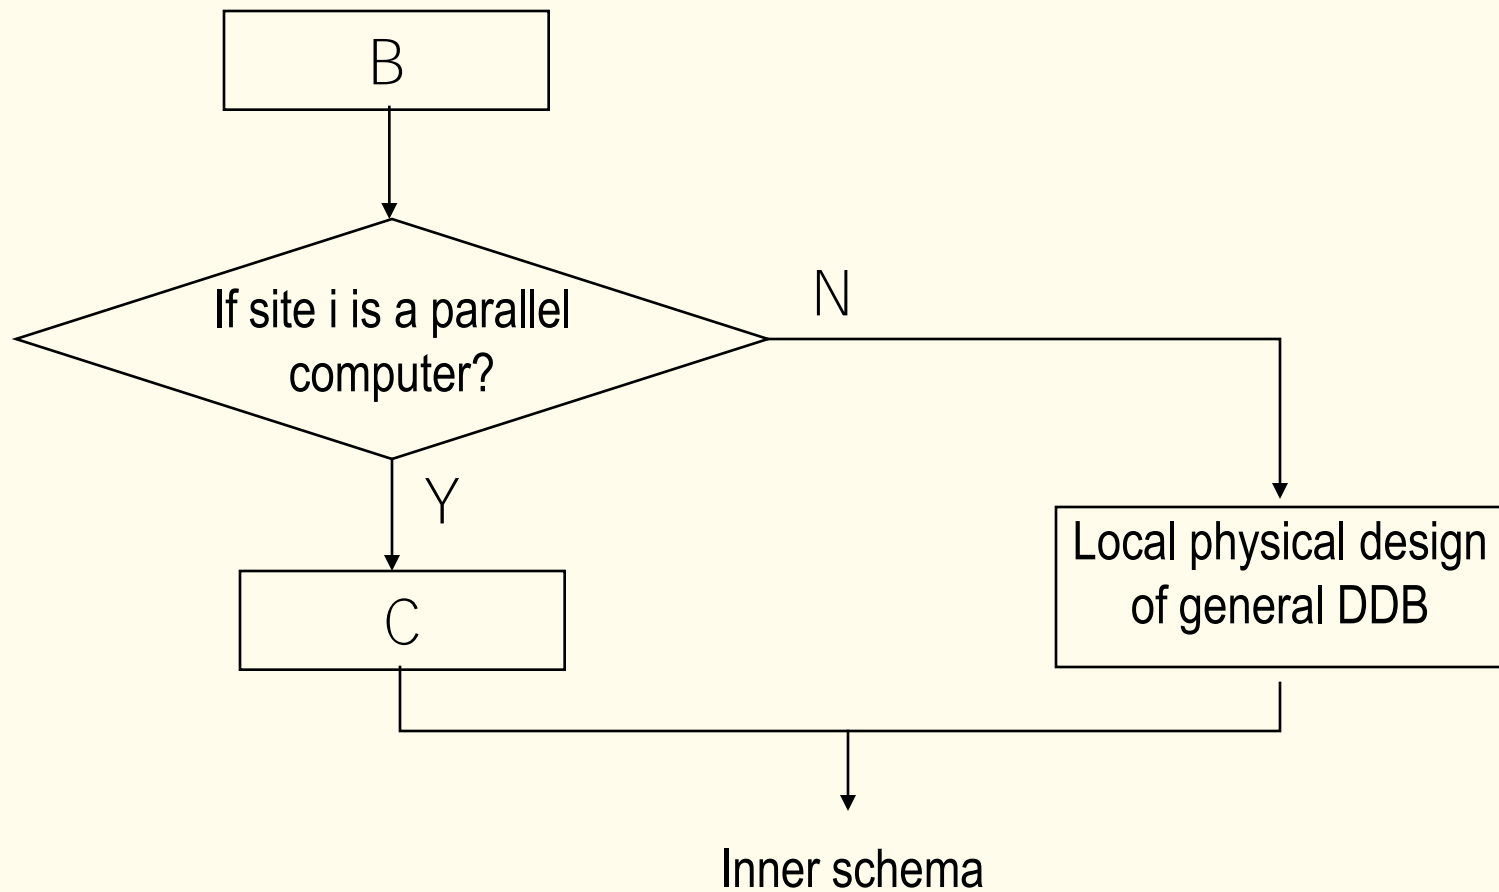 B
If site i is a parallel
computer?
N
Y
C
Local physical design
of general DDB
Inner schema